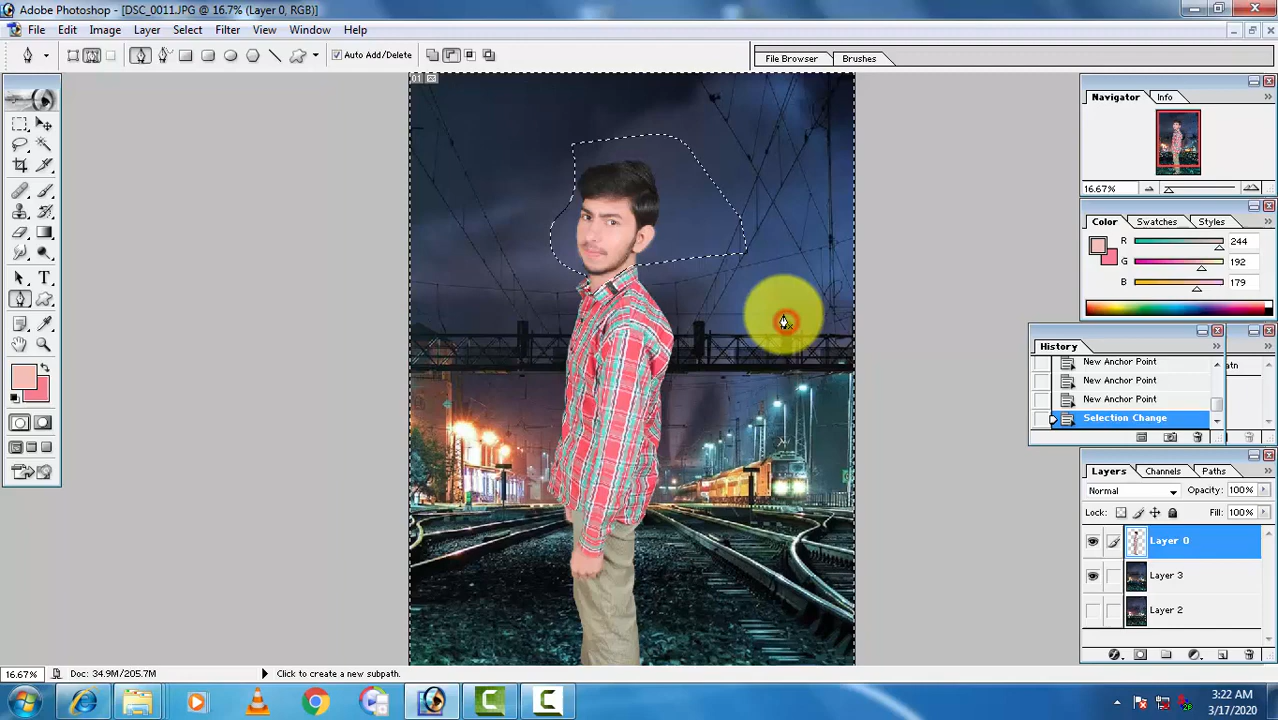 Adobe Photoshop - [DSC_0011.JPG @ 16.7% (Layer 0, RGB)]
File Edit Image Layer Select Filter View Window Help
Auto Add/Delete
File Browser Brushes
01
Navigator Info
16.67%
Color Swatches Styles
R 244
G 192
B 179
History
New Anchor Point
New Anchor Point
New Anchor Point
Selection Change
Layers Channels Paths
Normal Opacity: 100%
Lock: Fill: 100%
Layer 0
Layer 3
Layer 2
16.67% Doc: 34.9M/205.7M Click to create a new subpath.
3:22 AM
3/17/2020